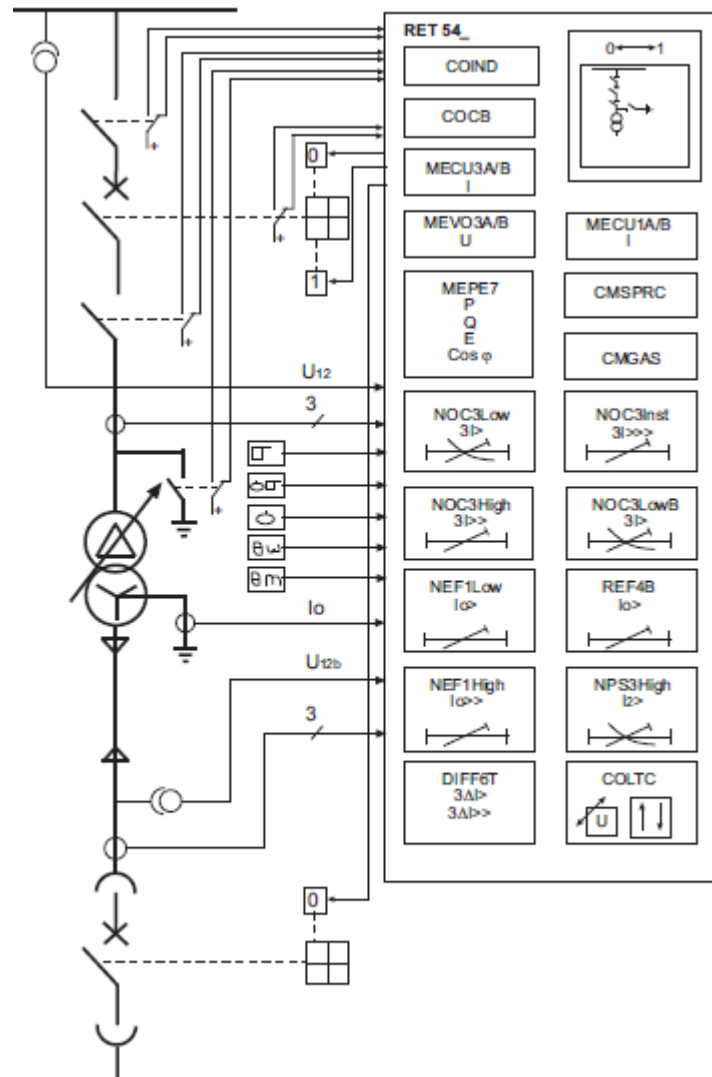 RET 54_
0 1
COIND
COCB
0
MECU3A/B
I
MEVO3A/B
U
MECU1A/B
I
1
MEPE7
P
Q
E
Cos φ
CMSPRC
CMGAS
U12
3
NOC3Low
3I>
NOC3Inst
3I>>>
NOC3High
3I>>
NOC3LowB
3I>
NEF1Low
Io>
REF4B
Io>
Io
U12b
NEF1High
Io>>
NPS3High
I2>
3
DIFF6T
3ΔI>
3ΔI>>
COLTC
U
0
+
+
+
+
+